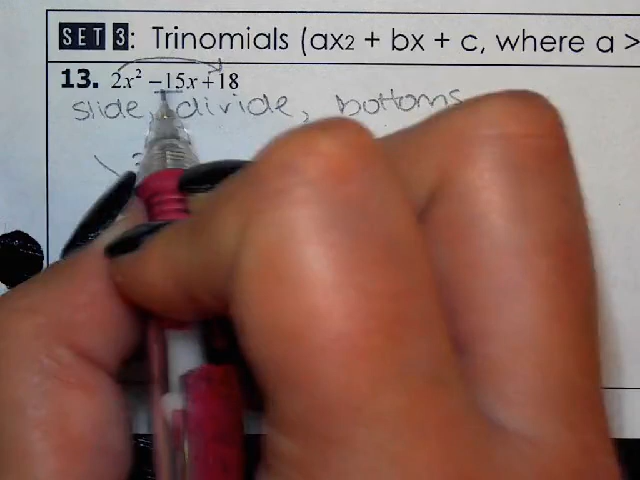 SET 3: Trinomials (ax2 + bx + c, where a >
13. 2x² −15x+18
slide, divide, bottoms